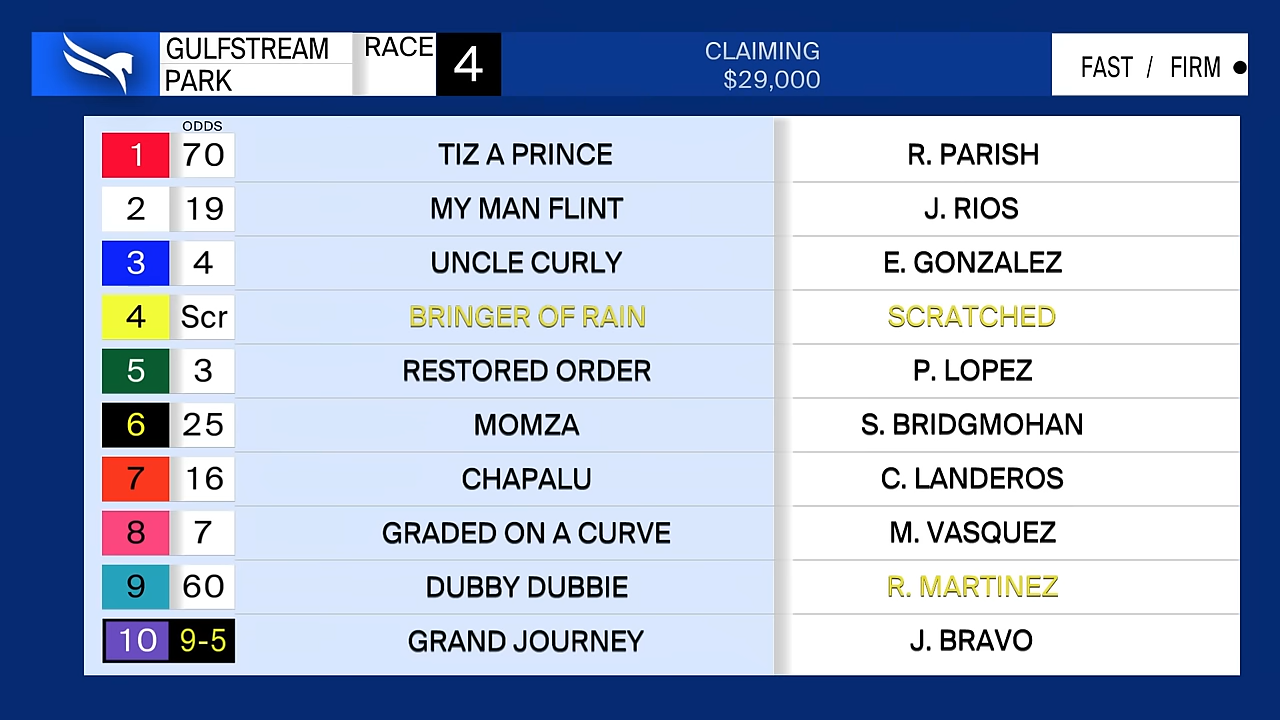 GULFSTREAM PARK RACE 4 CLAIMING $29,000 FAST / FIRM
ODDS
1 70 TIZ A PRINCE R. PARISH
2 19 MY MAN FLINT J. RIOS
3 4 UNCLE CURLY E. GONZALEZ
4 Scr BRINGER OF RAIN SCRATCHED
5 3 RESTORED ORDER P. LOPEZ
6 25 MOMZA S. BRIDGMOHAN
7 16 CHAPALU C. LANDEROS
8 7 GRADED ON A CURVE M. VASQUEZ
9 60 DUBBY DUBBIE R. MARTINEZ
10 9-5 GRAND JOURNEY J. BRAVO